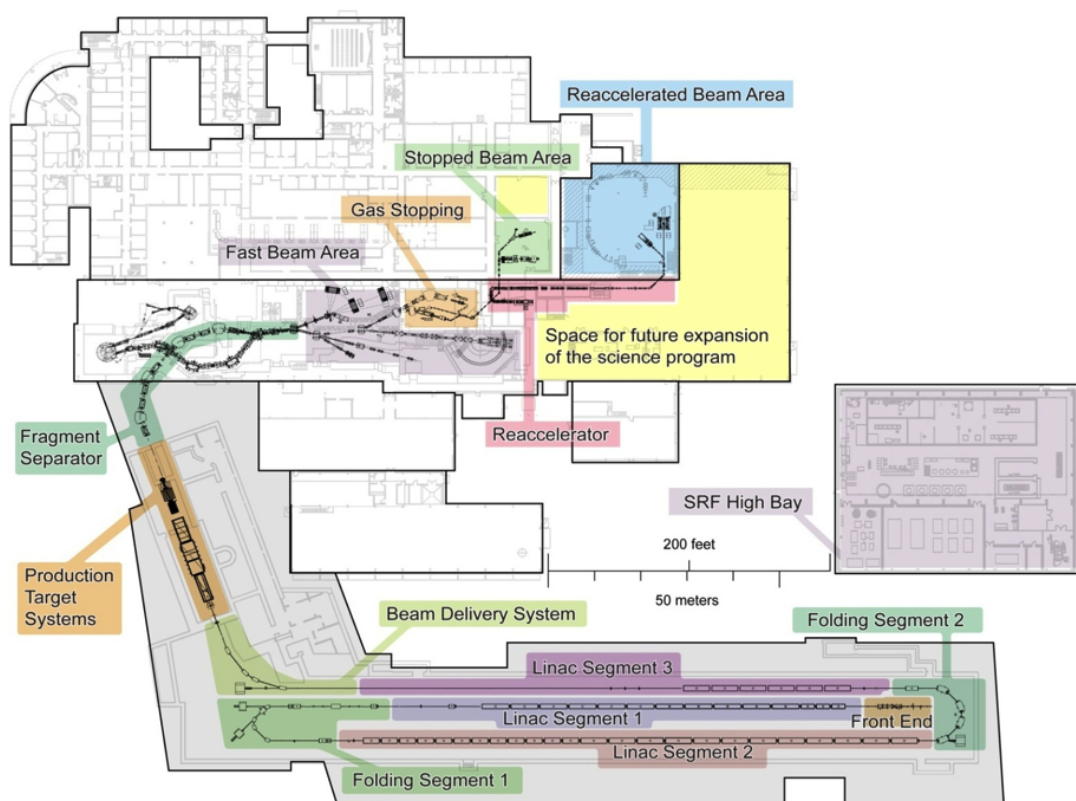 Reaccelerated Beam Area
Stopped Beam Area
Gas Stopping
Fast Beam Area
Space for future expansion
of the science program
Fragment
Separator
Reaccelerator
SRF High Bay
200 feet
50 meters
Production
Target
Systems
Beam Delivery System
Folding Segment 2
Linac Segment 3
Linac Segment 1
Front End
Linac Segment 2
Folding Segment 1